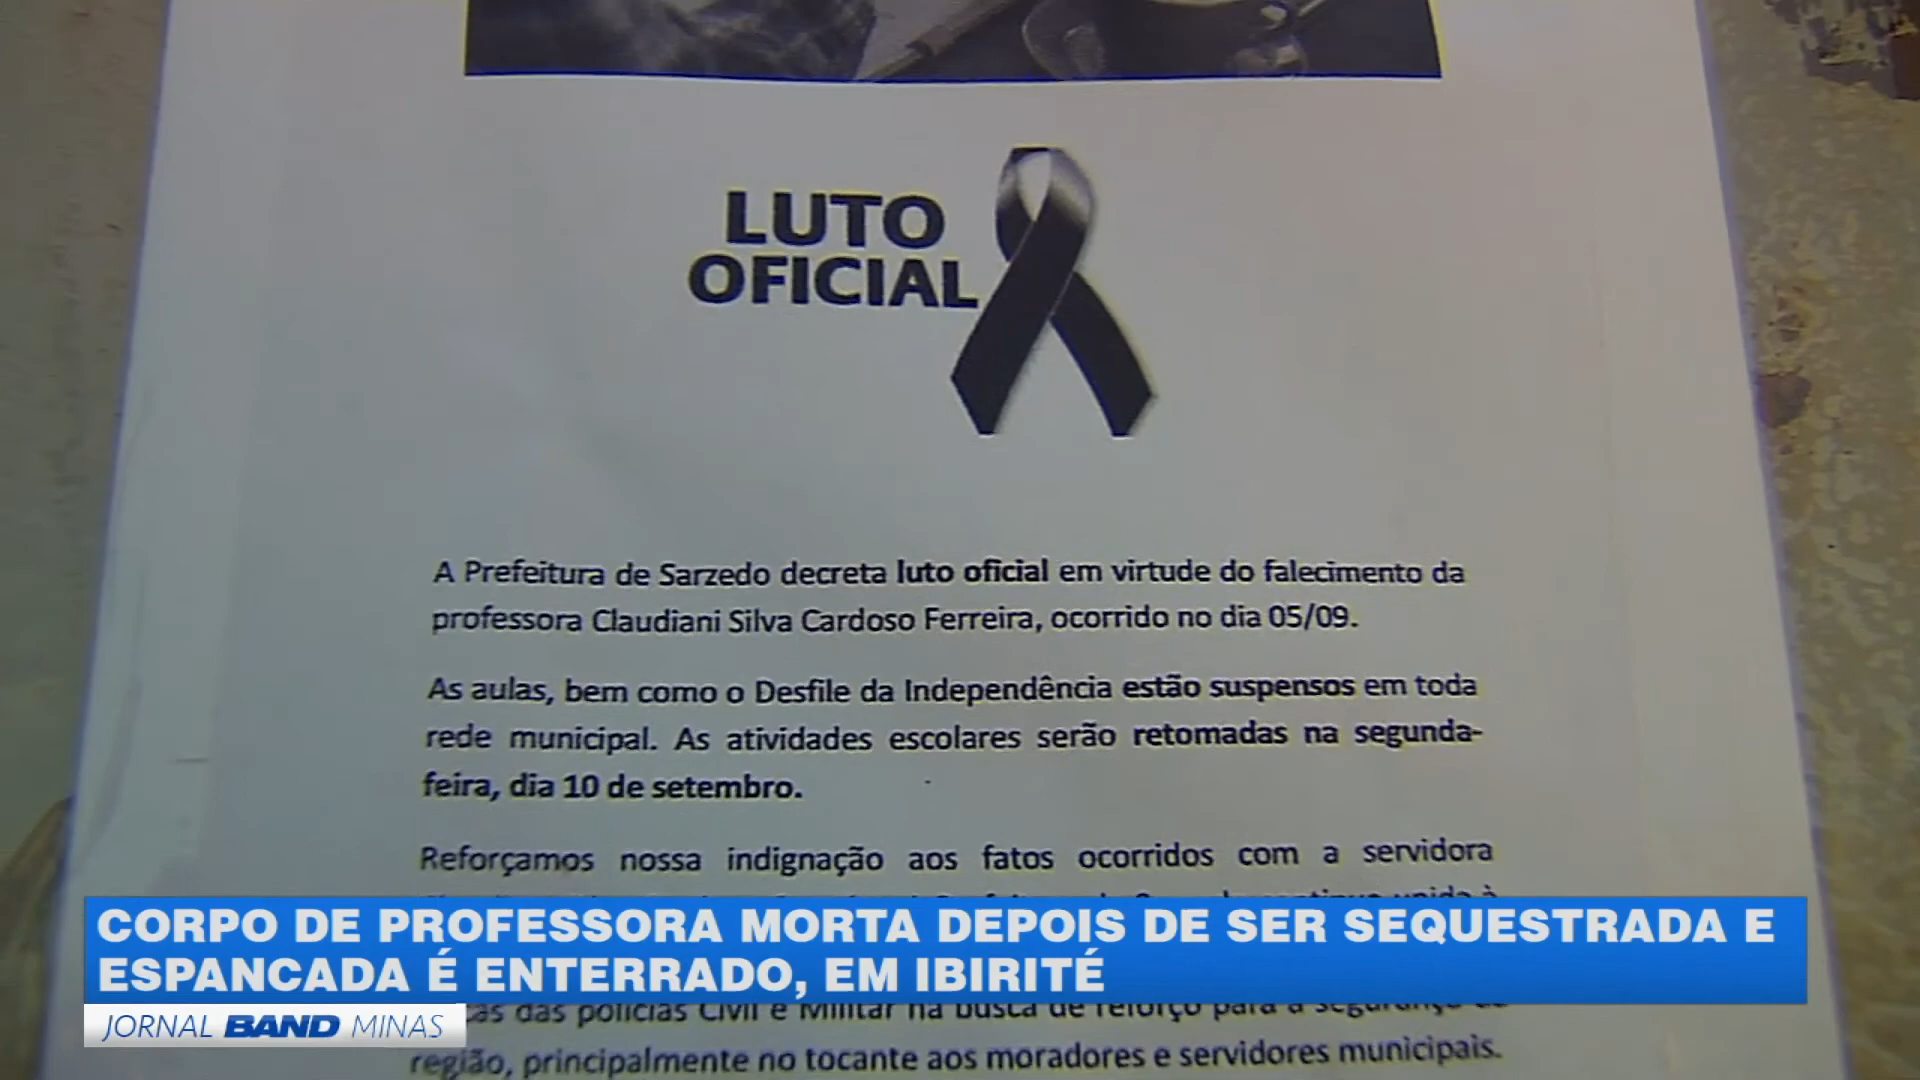 LUTO
OFICIAL
A Prefeitura de Sarzedo decreta luto oficial em virtude do falecimento da
professora Claudiani Silva Cardoso Ferreira, ocorrido no dia 05/09.
As aulas, bem como o Desfile da Independência estão suspensos em toda
rede municipal. As atividades escolares serão retomadas na segunda-
feira, dia 10 de setembro.
Reforçamos nossa indignação aos fatos ocorridos com a servidora
CORPO DE PROFESSORA MORTA DEPOIS DE SER SEQUESTRADA E
ESPANCADA É ENTERRADO, EM IBIRITÉ
das polícias Civil e Militar na busca de reforço para a segurança
JORNAL BAND MINAS
região, principalmente no tocante aos moradores e servidores municipais.